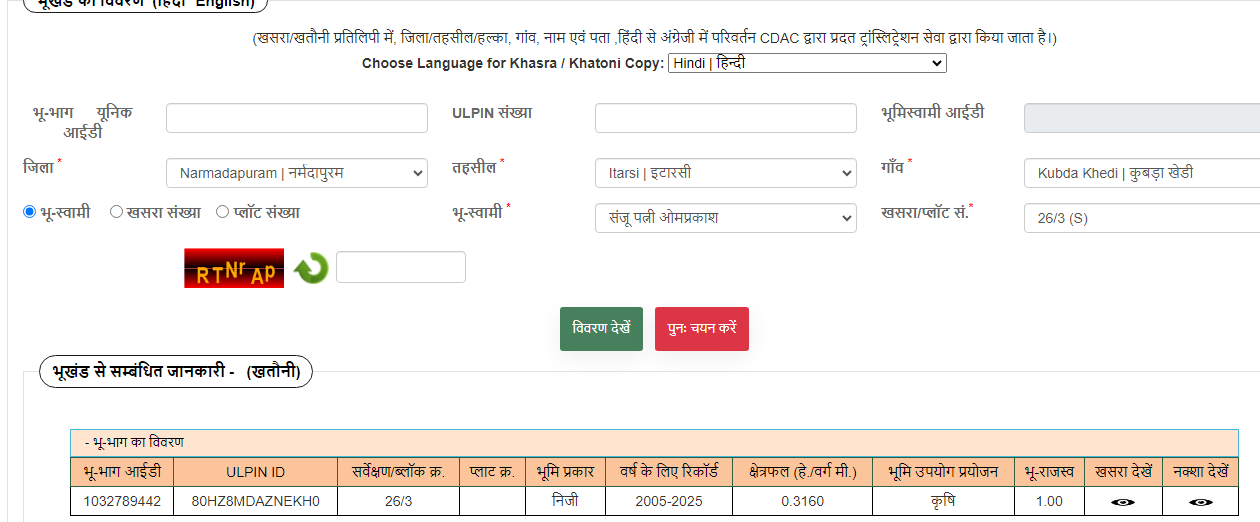 भूखंड का विवरण (हिंदी English)
(खसरा/खतौनी प्रतिलिपी में, जिला/तहसील/हल्का, गांव, नाम एवं पता ,हिंदी से अंग्रेजी में परिवर्तन CDAC द्वारा प्रदत ट्रांस्लिट्रेशन सेवा द्वारा किया जाता है।)
Choose Language for Khasra / Khatoni Copy: Hindi | हिन्दी
भू-भाग यूनिक आईडी ULPIN संख्या भूमिस्वामी आईडी
जिला * Narmadapuram | नर्मदापुरम तहसील * Itarsi | इटारसी गाँव * Kubda Khedi | कुबड़ा खेडी
भू-स्वामी खसरा संख्या प्लॉट संख्या भू-स्वामी * संजू पत्नी ओमप्रकाश खसरा/प्लॉट सं.* 26/3 (S)
RTNrAp
विवरण देखें पुनः चयन करें
भूखंड से सम्बंधित जानकारी - (खतौनी)
- भू-भाग का विवरण
भू-भाग आईडी ULPIN ID सर्वेक्षण/ब्लॉक क्र. प्लाट क्र. भूमि प्रकार वर्ष के लिए रिकॉर्ड क्षेत्रफल (हे./वर्ग मी.) भूमि उपयोग प्रयोजन भू-राजस्व खसरा देखें नक्शा देखें
1032789442 80HZ8MDAZNEKH0 26/3 निजी 2005-2025 0.3160 कृषि 1.00